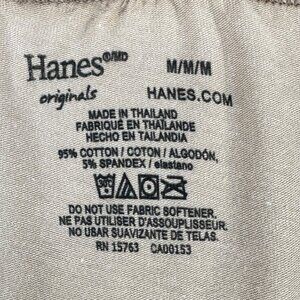 Hanes®/MD M/M/M
originals HANES.COM
MADE IN THAILAND
FABRIQUÉ EN THAÏLANDE
HECHO EN TAILANDIA
95% COTTON / COTON / ALGODÓN,
5% SPANDEX / elastano
DO NOT USE FABRIC SOFTENER.
NE PAS UTILISER D'ASSOUPLISSEUR.
NO USAR SUAVIZANTE DE TELAS.
RN 15763 CA00153